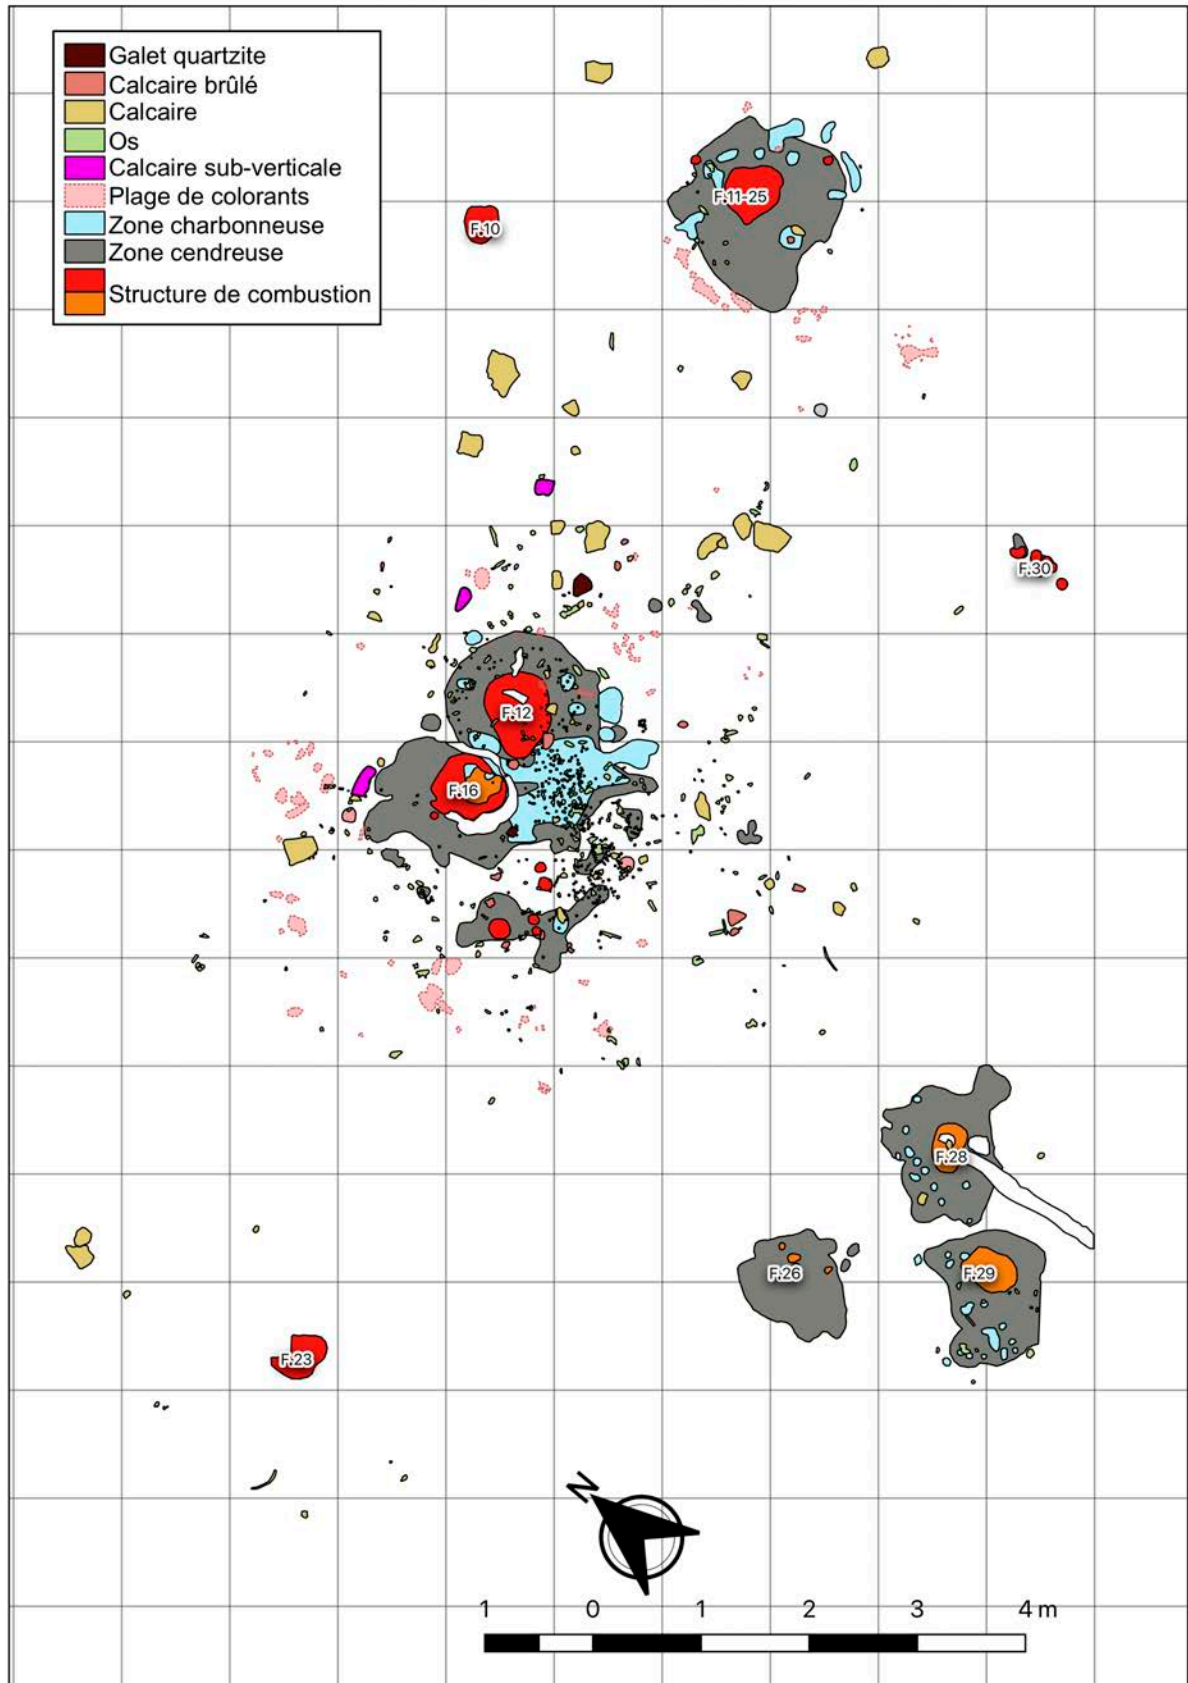 Galet quartzite
Calcaire brûlé
Calcaire
Os
Calcaire sub-verticale
Plage de colorants
Zone charbonneuse
Zone cendreuse
Structure de combustion
F.11-25
F.10
F.30
F.12
F.16
F.28
F.26
F.29
F.23
N
1 0 1 2 3 4 m